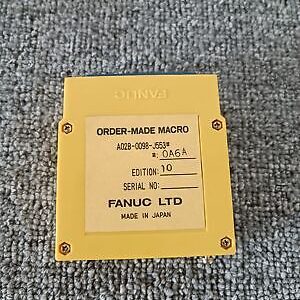 FANUC
ORDER-MADE MACRO
A02B-0098-J553#
#: 0A6A
EDITION: 10
SERIAL NO:
FANUC LTD
MADE IN JAPAN